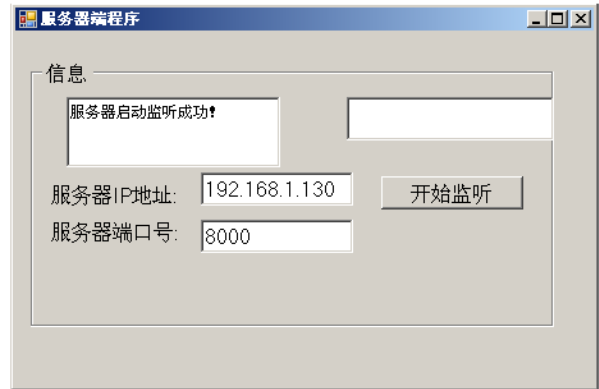 服务器端程序
信息
服务器启动监听成功!
服务器IP地址:
192.168.1.130
开始监听
服务器端口号:
8000